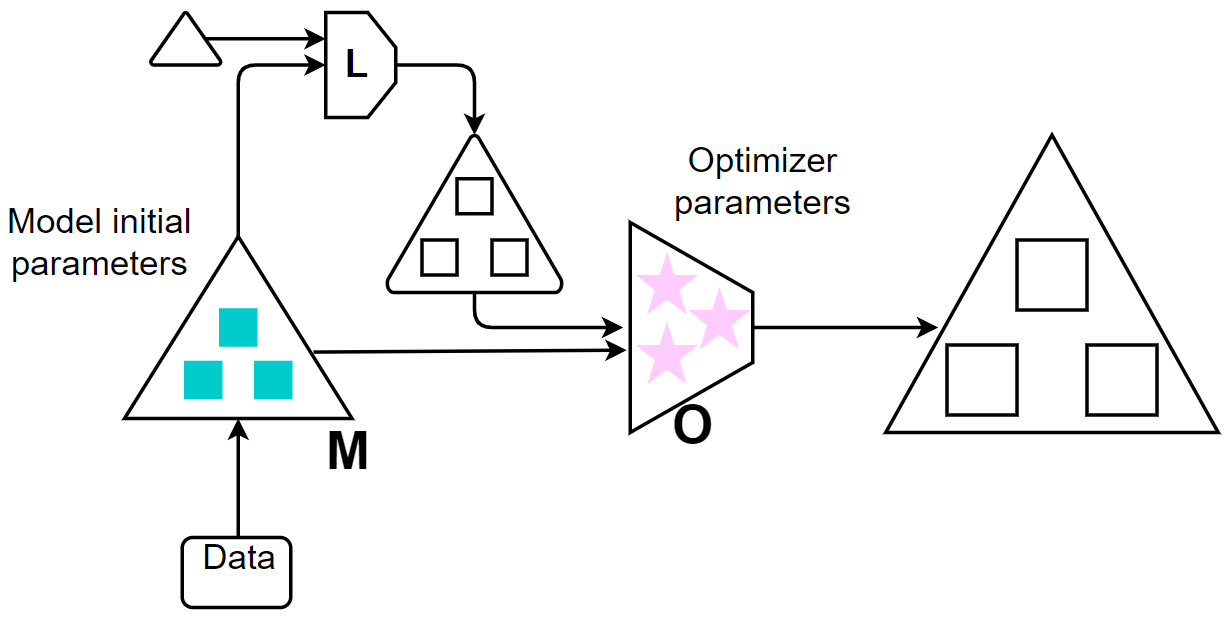 L
Optimizer
parameters
Model initial
parameters
O
M
Data